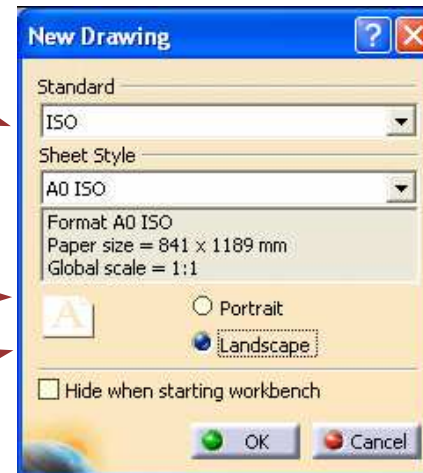 New Drawing
Standard
ISO
Sheet Style
A0 ISO
Format A0 ISO
Paper size = 841 x 1189 mm
Global scale = 1:1
A
Portrait
Landscape
Hide when starting workbench
OK Cancel